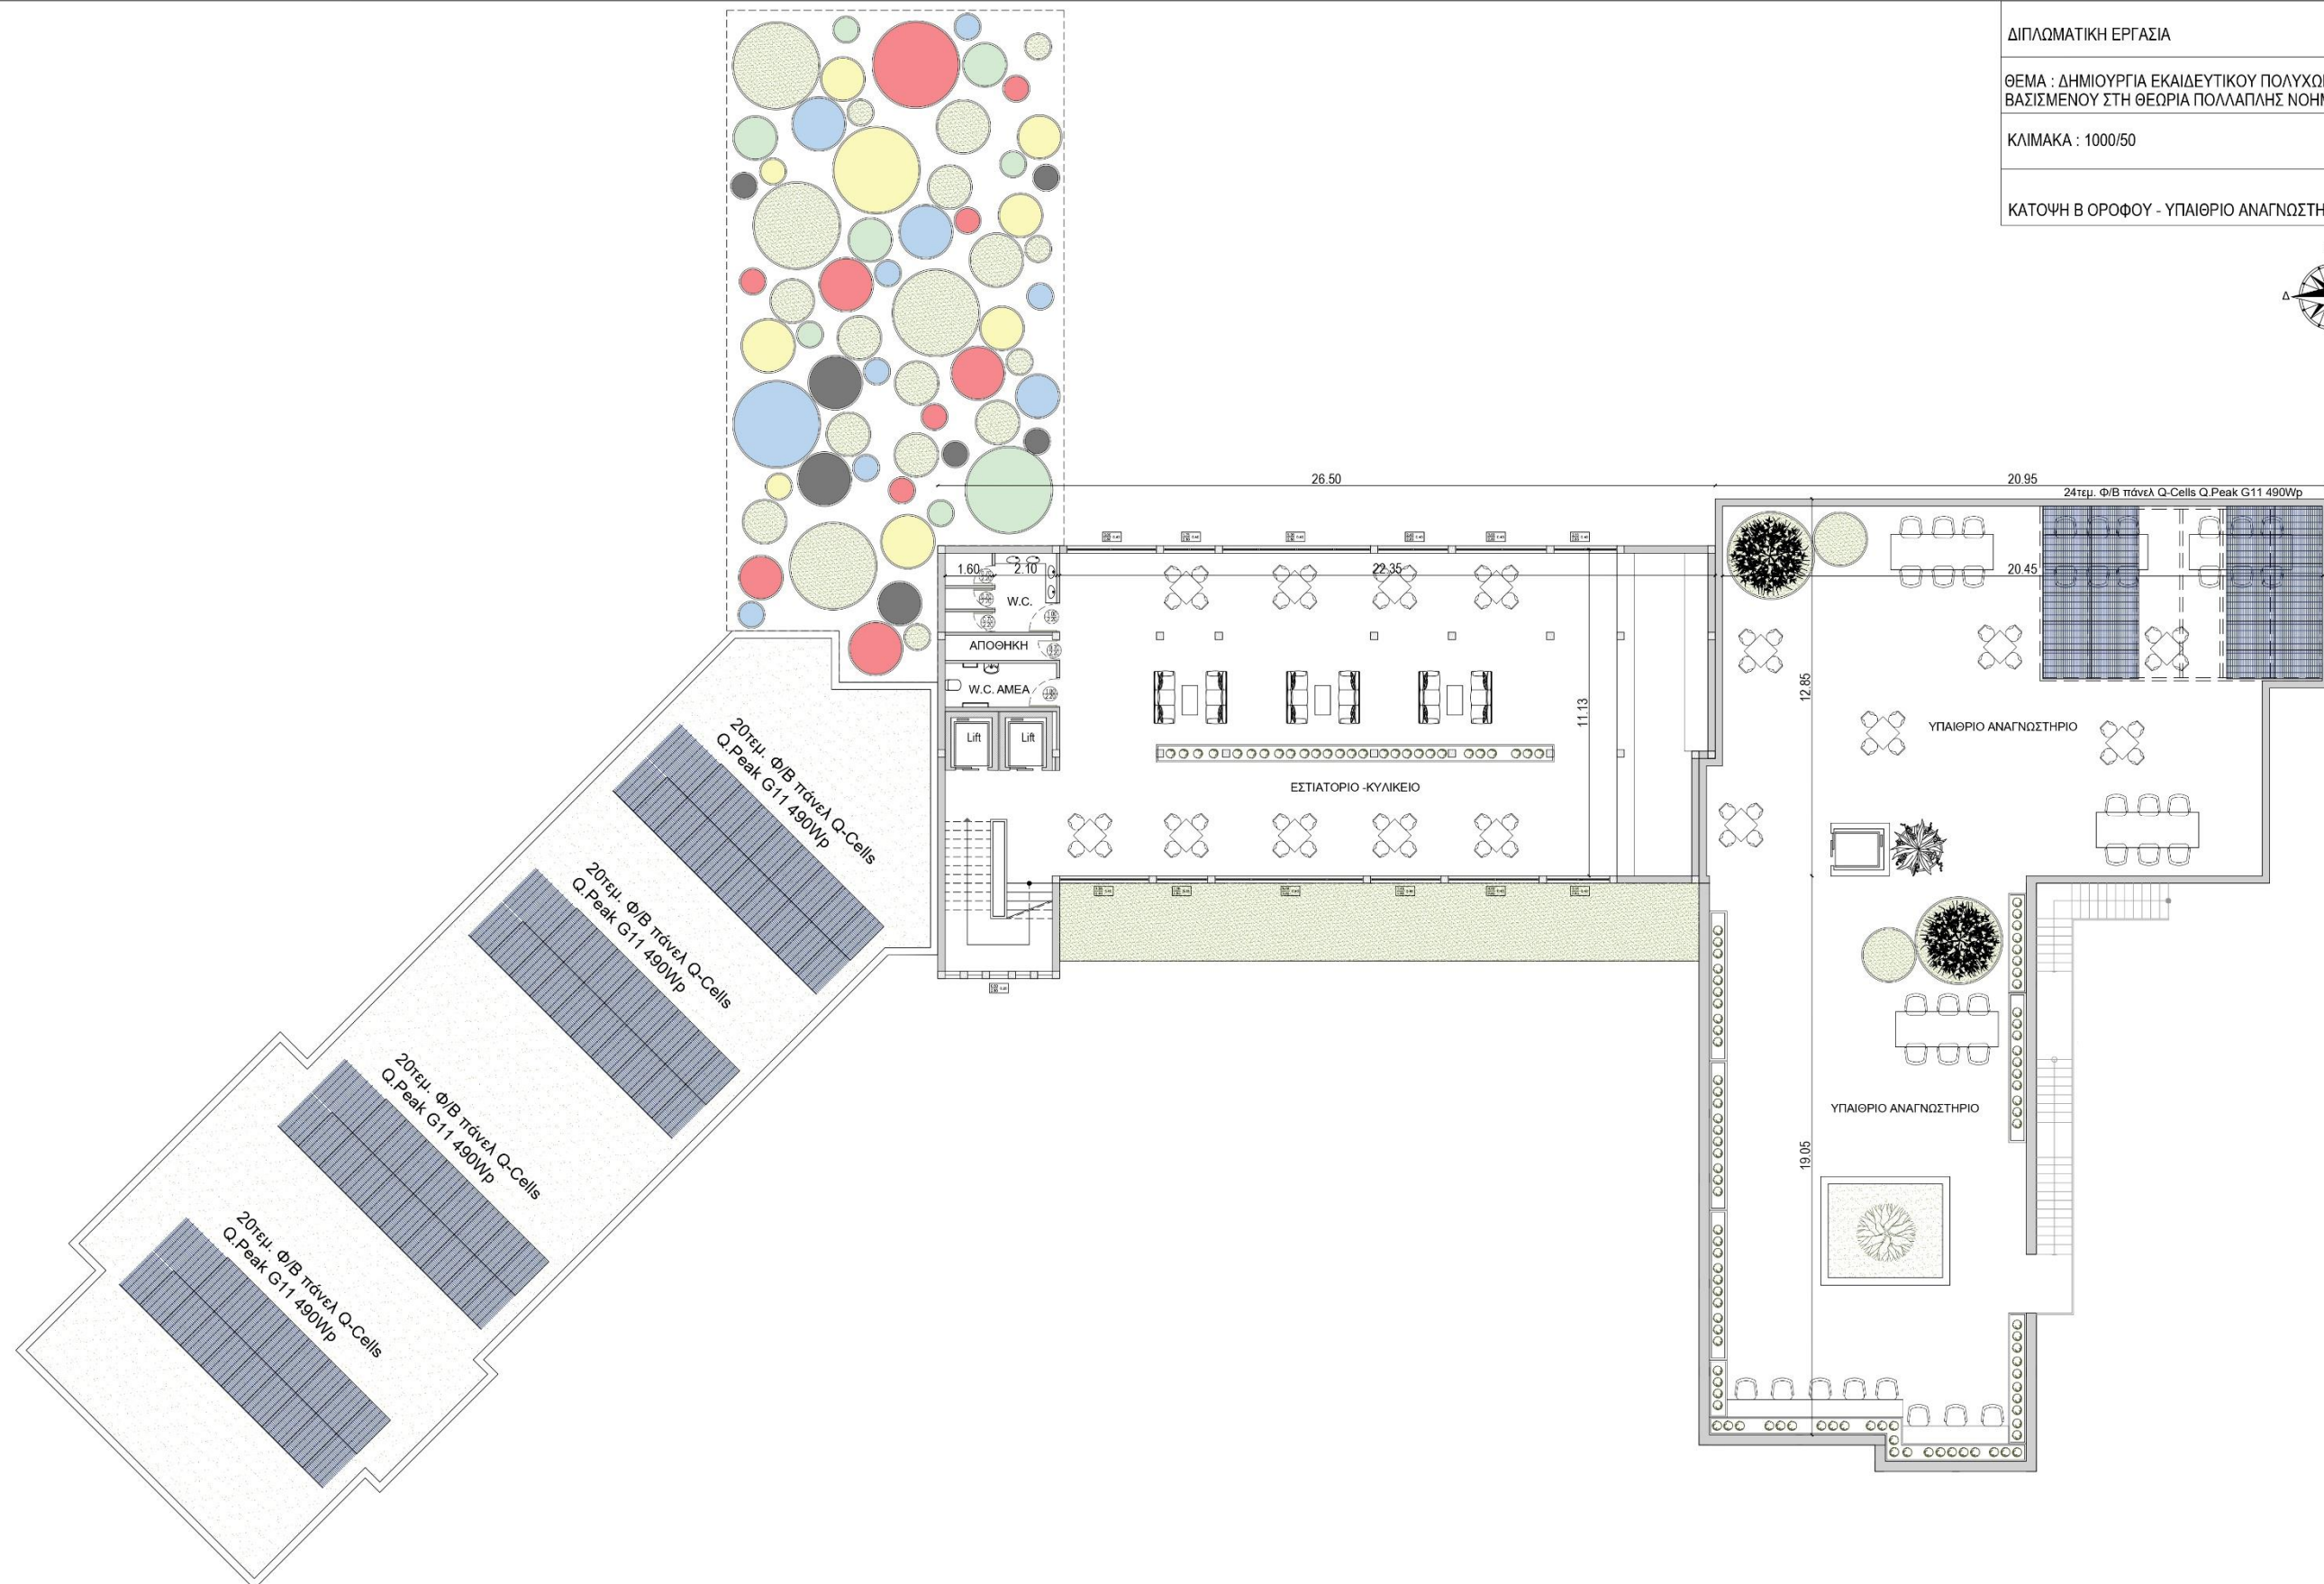 ΔΙΠΛΩΜΑΤΙΚΗ ΕΡΓΑΣΙΑ
ΘΕΜΑ : ΔΗΜΙΟΥΡΓΙΑ ΕΚΑΙΔΕΥΤΙΚΟΥ ΠΟΛΥΧΩ
ΒΑΣΙΣΜΕΝΟΥ ΣΤΗ ΘΕΩΡΙΑ ΠΟΛΛΑΠΛΗΣ ΝΟΗΜ
ΚΛΙΜΑΚΑ : 1000/50
ΚΑΤΟΨΗ Β ΟΡΟΦΟΥ - ΥΠΑΙΘΡΙΟ ΑΝΑΓΝΩΣΤΗ
Δ
26.50
20.95
24τεμ. Φ/Β πάνελ Q-Cells Q.Peak G11 490Wp
1.60
2.10
22.35
20.45
W.C.
ΑΠΟΘΗΚΗ
W.C. ΑΜΕΑ
Lift
Lift
11.13
12.85
ΥΠΑΙΘΡΙΟ ΑΝΑΓΝΩΣΤΗΡΙΟ
ΕΣΤΙΑΤΟΡΙΟ -ΚΥΛΙΚΕΙΟ
20τεμ. Φ/Β πάνελ Q-Cells
Q.Peak G11 490Wp
20τεμ. Φ/Β πάνελ Q-Cells
Q.Peak G11 490Wp
20τεμ. Φ/Β πάνελ Q-Cells
Q.Peak G11 490Wp
20τεμ. Φ/Β πάνελ Q-Cells
Q.Peak G11 490Wp
ΥΠΑΙΘΡΙΟ ΑΝΑΓΝΩΣΤΗΡΙΟ
19.05